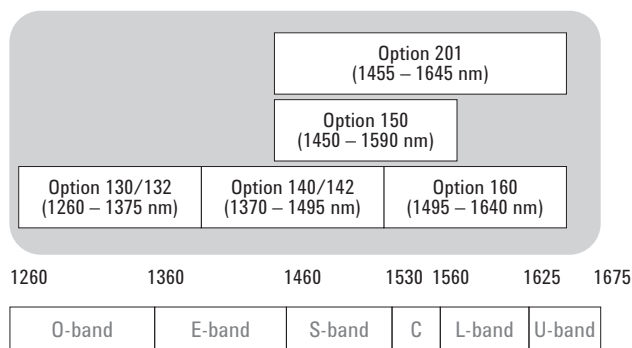 Option 201
(1455 – 1645 nm)
Option 150
(1450 – 1590 nm)
Option 130/132
(1260 – 1375 nm)
Option 140/142
(1370 – 1495 nm)
Option 160
(1495 – 1640 nm)
1260 1360 1460 1530 1560 1625 1675
O-band E-band S-band C L-band U-band